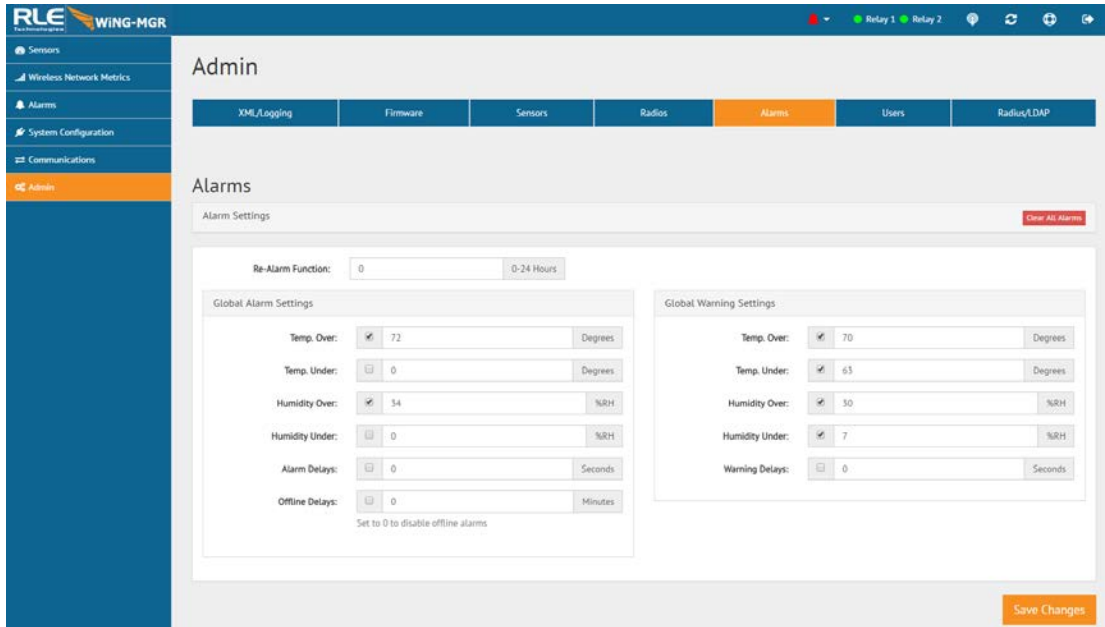 RLE WiNG-MGR
Technologies
Relay 1 Relay 2
Sensors
Wireless Network Metrics
Alarms
System Configuration
Communications
Admin
Admin
XML/Logging Firmware Sensors Radios Alarms Users Radius/LDAP
Alarms
Alarm Settings Clear All Alarms
Re-Alarm Function: 0 0-24 Hours
Global Alarm Settings
Temp. Over: 72 Degrees
Temp. Under: 0 Degrees
Humidity Over: 34 %RH
Humidity Under: 0 %RH
Alarm Delays: 0 Seconds
Offline Delays: 0 Minutes
Set to 0 to disable offline alarms
Global Warning Settings
Temp. Over: 70 Degrees
Temp. Under: 63 Degrees
Humidity Over: 30 %RH
Humidity Under: 7 %RH
Warning Delays: 0 Seconds
Save Changes